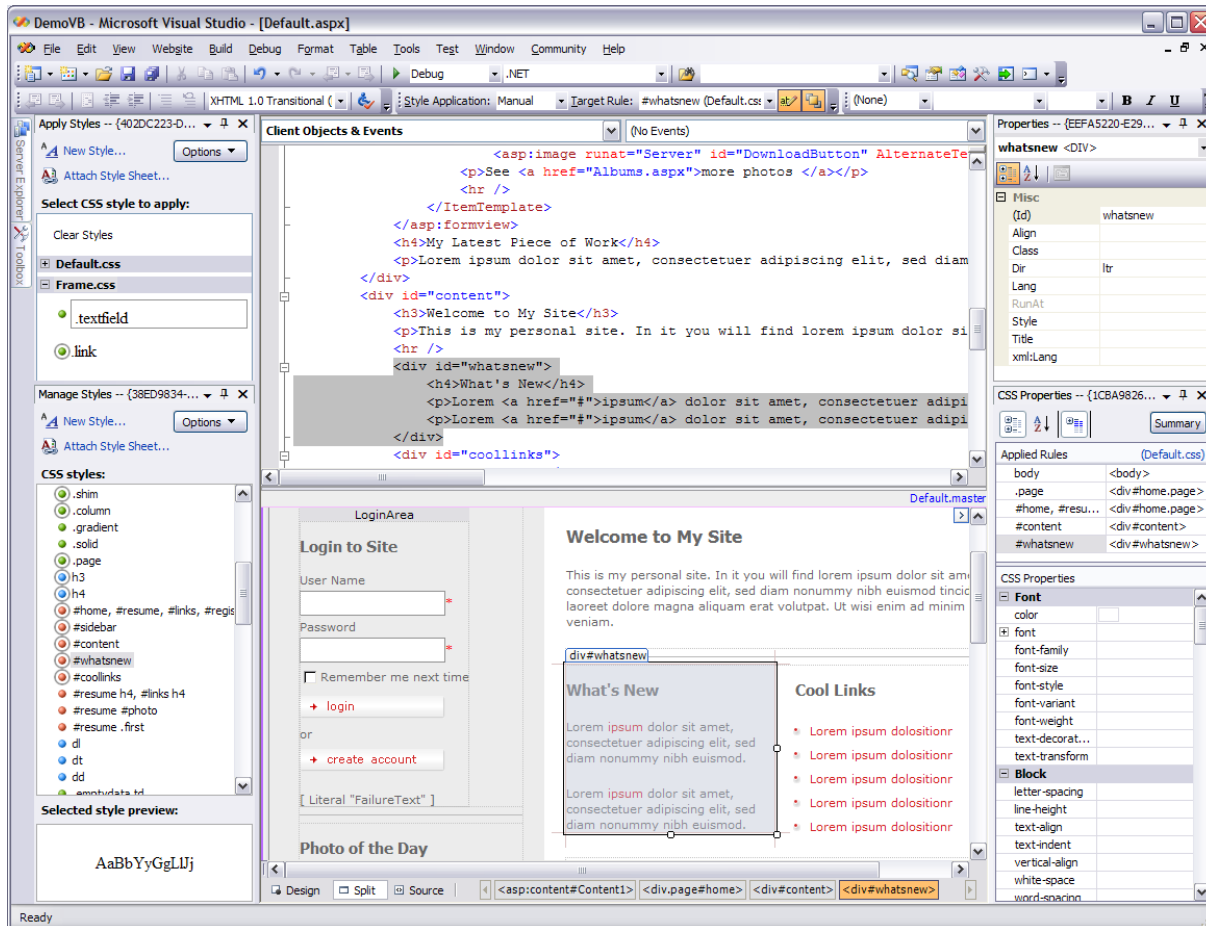 DemoVB - Microsoft Visual Studio - [Default.aspx]
File Edit View Website Build Debug Format Table Tools Test Window Community Help
Debug .NET
XHTML 1.0 Transitional ( Style Application: Manual Target Rule: #whatsnew (Default.css (None) B I U
Server Explorer
Toolbox
Apply Styles -- {402DC223-D...
New Style... Options
Attach Style Sheet...
Select CSS style to apply:
Clear Styles
Default.css
Frame.css
.textfield
.link
Manage Styles -- {38ED9834-...
New Style... Options
Attach Style Sheet...
CSS styles:
.shim
.column
.gradient
.solid
.page
h3
h4
#home, #resume, #links, #regis
#sidebar
#content
#whatsnew
#coollinks
#resume h4, #links h4
#resume #photo
#resume .first
dl
dt
dd
.emptydata td
Selected style preview:
AaBbYyGgLlJj
Client Objects & Events (No Events)
<asp:image runat="Server" id="DownloadButton" AlternateTe
<p>See <a href="Albums.aspx">more photos </a></p>
<hr />
</ItemTemplate>
</asp:formview>
<h4>My Latest Piece of Work</h4>
<p>Lorem ipsum dolor sit amet, consectetuer adipiscing elit, sed diam
</div>
<div id="content">
<h3>Welcome to My Site</h3>
<p>This is my personal site. In it you will find lorem ipsum dolor si
<hr />
<div id="whatsnew">
<h4>What's New</h4>
<p>Lorem <a href="#">ipsum</a> dolor sit amet, consectetuer adipi
<p>Lorem <a href="#">ipsum</a> dolor sit amet, consectetuer adipi
</div>
<div id="coollinks">
Default.master
LoginArea
Login to Site
User Name
*
Password
*
Remember me next time
login
or
create account
[ Literal "FailureText" ]
Photo of the Day
Welcome to My Site
This is my personal site. In it you will find lorem ipsum dolor sit ame
consectetuer adipiscing elit, sed diam nonummy nibh euismod tincid
laoreet dolore magna aliquam erat volutpat. Ut wisi enim ad minim
veniam.
div#whatsnew
What's New
Lorem ipsum dolor sit amet,
consectetuer adipiscing elit, sed
diam nonummy nibh euismod.
Lorem ipsum dolor sit amet,
consectetuer adipiscing elit, sed
diam nonummy nibh euismod.
Cool Links
Lorem ipsum dolositionr
Lorem ipsum dolositionr
Lorem ipsum dolositionr
Lorem ipsum dolositionr
Lorem ipsum dolositionr
Design Split Source <asp:content#Content1> <div.page#home> <div#content> <div#whatsnew>
Properties -- {EEFA5220-E29...
whatsnew <DIV>
Misc
(Id) whatsnew
Align
Class
Dir ltr
Lang
RunAt
Style
Title
xml:Lang
CSS Properties -- {1CBA9826...
Summary
Applied Rules (Default.css)
body <body>
.page <div#home.page>
#home, #resu... <div#home.page>
#content <div#content>
#whatsnew <div#whatsnew>
CSS Properties
Font
color
font
font-family
font-size
font-style
font-variant
font-weight
text-decorat...
text-transform
Block
letter-spacing
line-height
text-align
text-indent
vertical-align
white-space
word-spacing
Ready